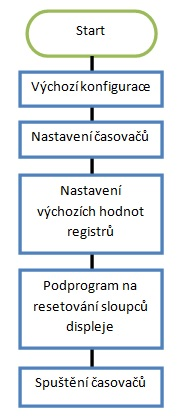 Start
Výchozí konfigurace
Nastavení časovačů
Nastavení
výchozích hodnot
registrů
Podprogram na
resetování sloupců
displeje
Spuštění časovačů